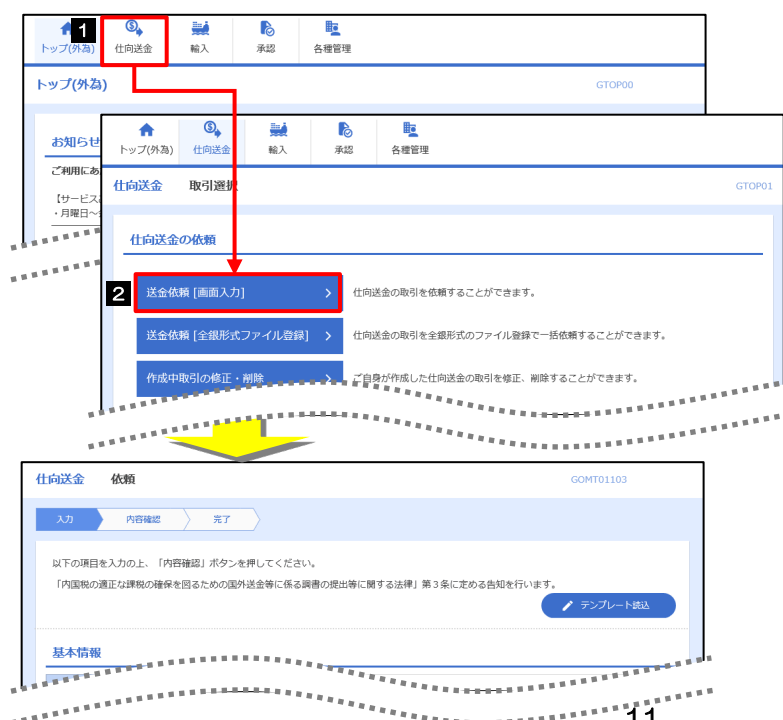 1
トップ(外為) 仕向送金 輸入 承認 各種管理
トップ(外為) GTOP00
お知らせ
ご利用にあ
【サービス
・月曜日~
トップ(外為) 仕向送金 輸入 承認 各種管理
仕向送金 取引選択 GTOP01
仕向送金の依頼
2 送金依頼 [画面入力] 仕向送金の取引を依頼することができます。
送金依頼 [全銀形式ファイル登録] 仕向送金の取引を全銀形式のファイル登録で一括依頼することができます。
作成中取引の修正・削除 ご自身が作成した仕向送金の取引を修正、削除することができます。
仕向送金 依頼 GOMT01103
入力 内容確認 完了
以下の項目を入力の上、「内容確認」ボタンを押してください。
「内国税の適正な課税の確保を図るための国外送金等に係る調書の提出等に関する法律」第3条に定める告知を行います。
テンプレート読込
基本情報
11